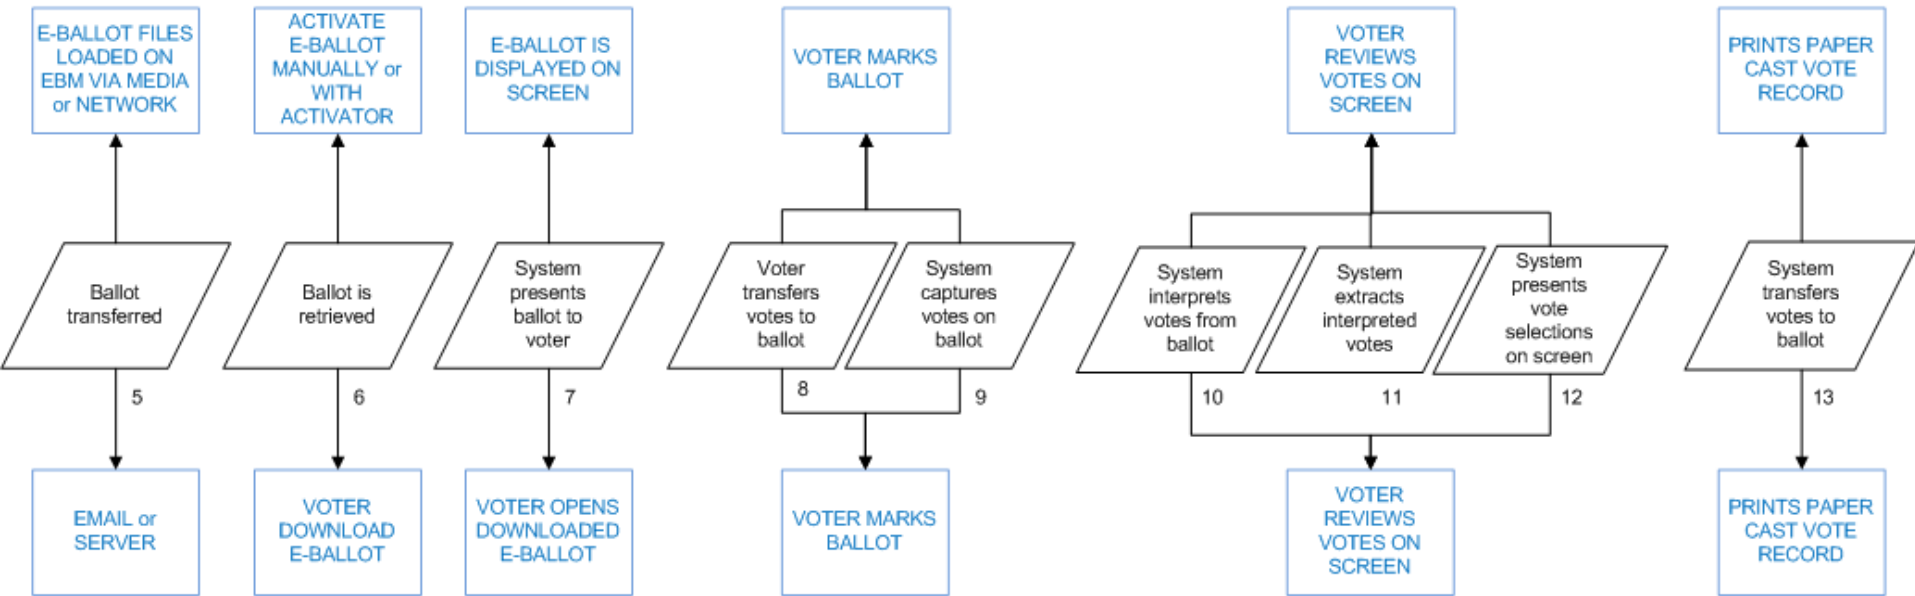 E-BALLOT FILES
LOADED ON
EBM VIA MEDIA
or NETWORK
ACTIVATE
E-BALLOT
MANUALLY or
WITH
ACTIVATOR
E-BALLOT IS
DISPLAYED ON
SCREEN
VOTER MARKS
BALLOT
VOTER
REVIEWS
VOTES ON
SCREEN
PRINTS PAPER
CAST VOTE
RECORD
Ballot
transferred
Ballot is
retrieved
System
presents
ballot to
voter
Voter
transfers
votes to
ballot
System
captures
votes on
ballot
System
interprets
votes from
ballot
System
extracts
interpreted
votes
System
presents
vote
selections
on screen
System
transfers
votes to
ballot
5
6
7
8
9
10
11
12
13
EMAIL or
SERVER
VOTER
DOWNLOAD
E-BALLOT
VOTER OPENS
DOWNLOADED
E-BALLOT
VOTER MARKS
BALLOT
VOTER
REVIEWS
VOTES ON
SCREEN
PRINTS PAPER
CAST VOTE
RECORD